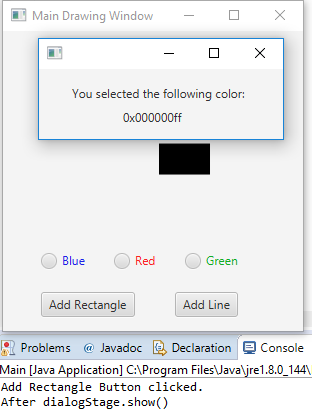 Main Drawing Window
You selected the following color:
0x000000ff
Blue Red Green
Add Rectangle Add Line
Problems @ Javadoc Declaration Console
Main [Java Application] C:\Program Files\Java\jre1.8.0_144\
Add Rectangle Button clicked.
After dialogStage.show()